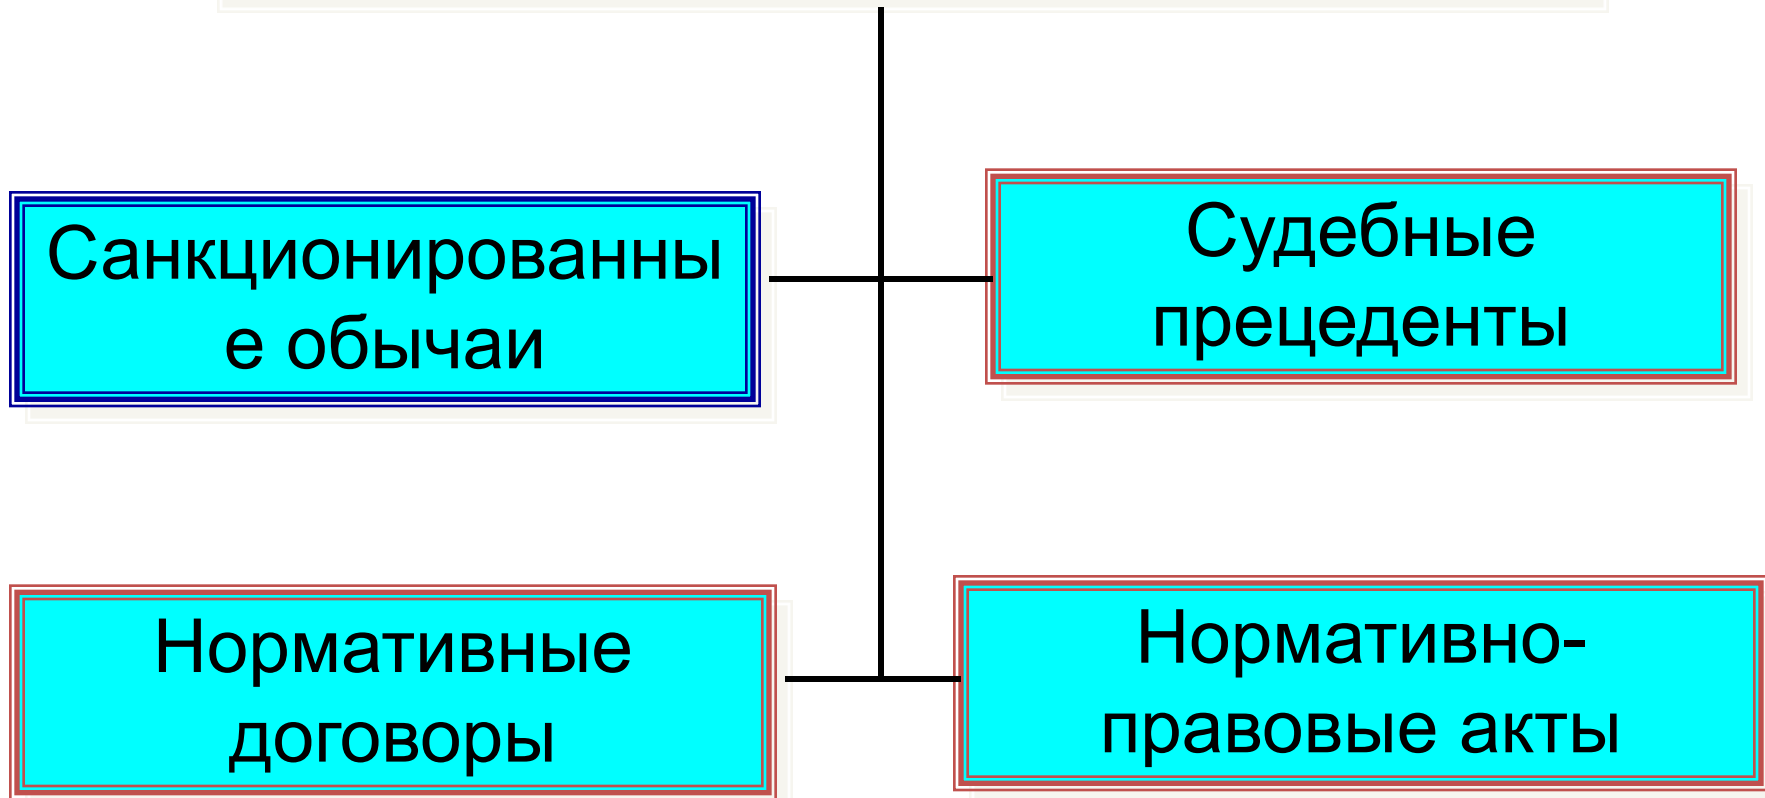 Санкционированны
е обычаи
Судебные
прецеденты
Нормативные
договоры
Нормативно-
правовые акты